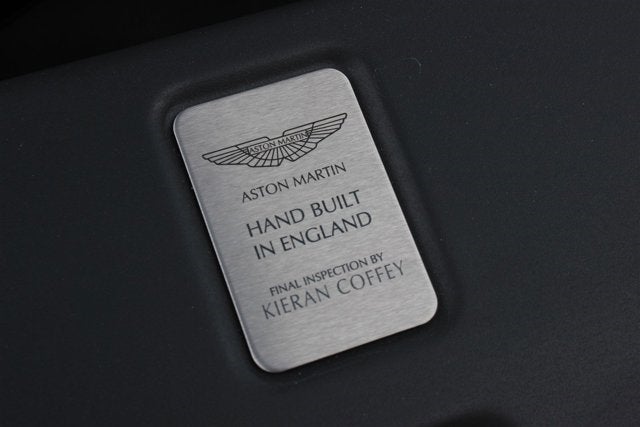 ASTON MARTIN
ASTON MARTIN
HAND BUILT
IN ENGLAND
FINAL INSPECTION BY
KIERAN COFFEY